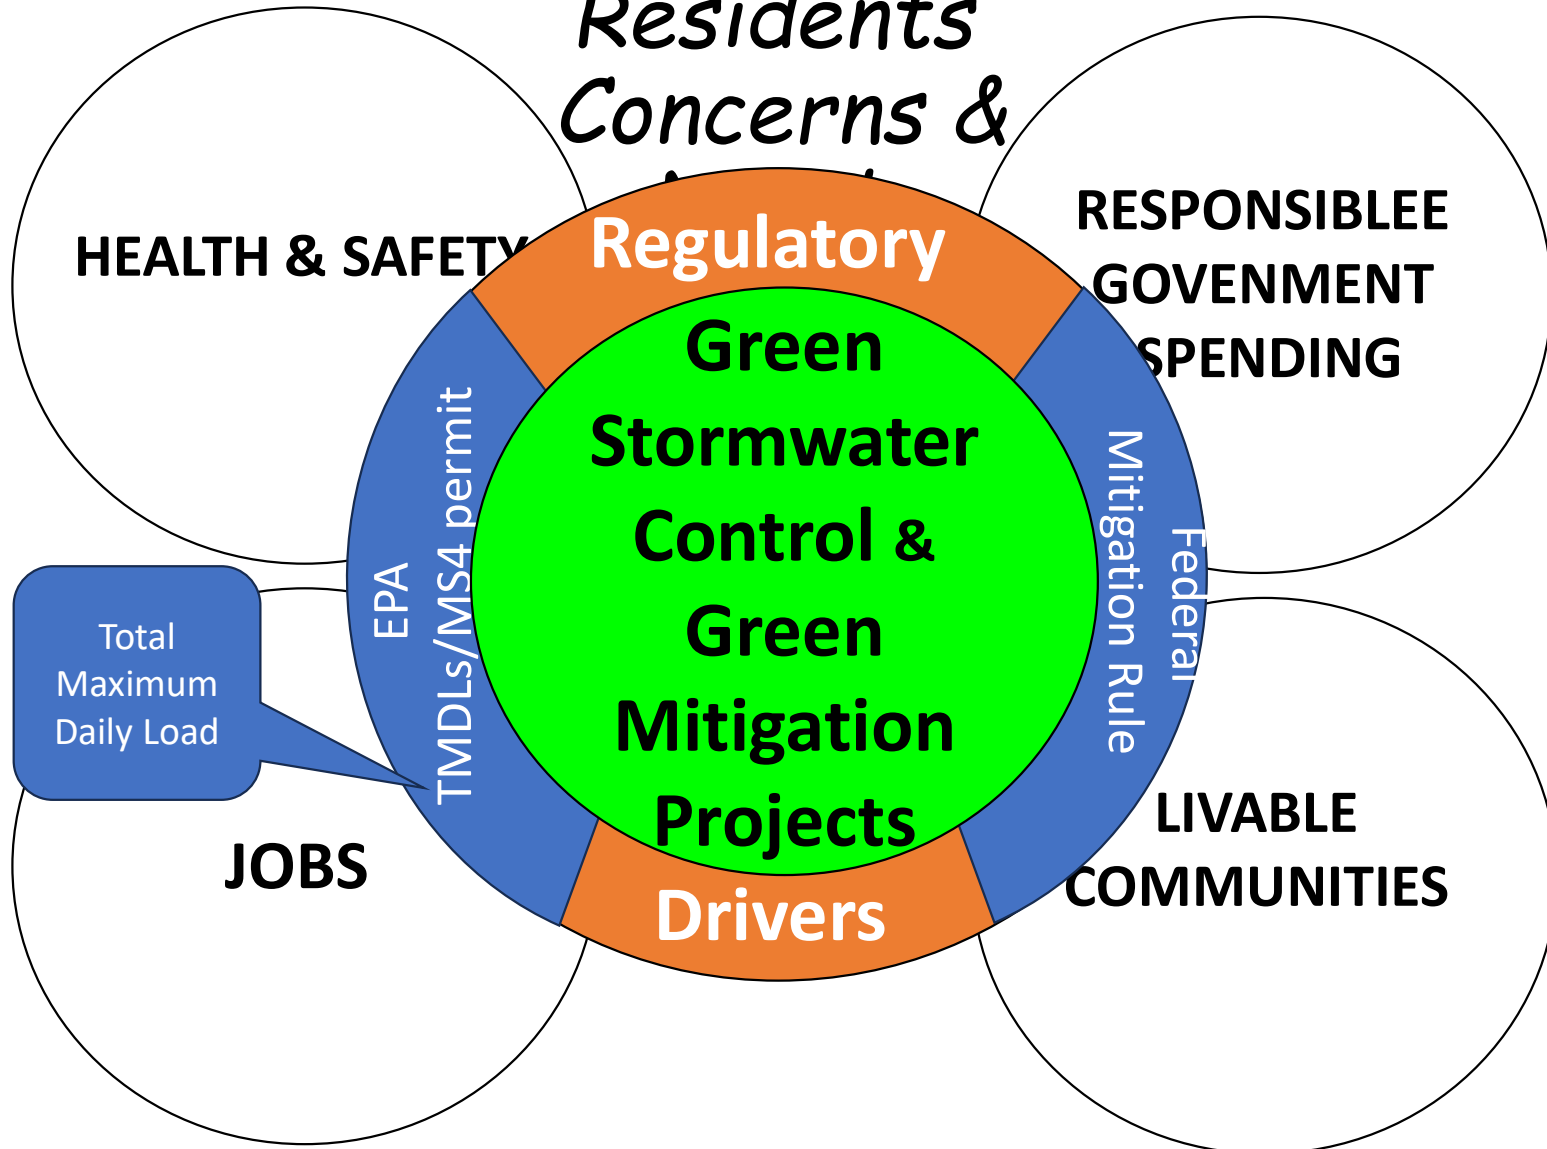 Residents
Concerns &
HEALTH & SAFETY
RESPONSIBLEE
GOVENMENT
SPENDING
Regulatory
Green
Stormwater
Control &
Green
Mitigation
Projects
Drivers
EPA
TMDLs/MS4 permit
Federal
Mitigation Rule
Total
Maximum
Daily Load
JOBS
LIVABLE
COMMUNITIES